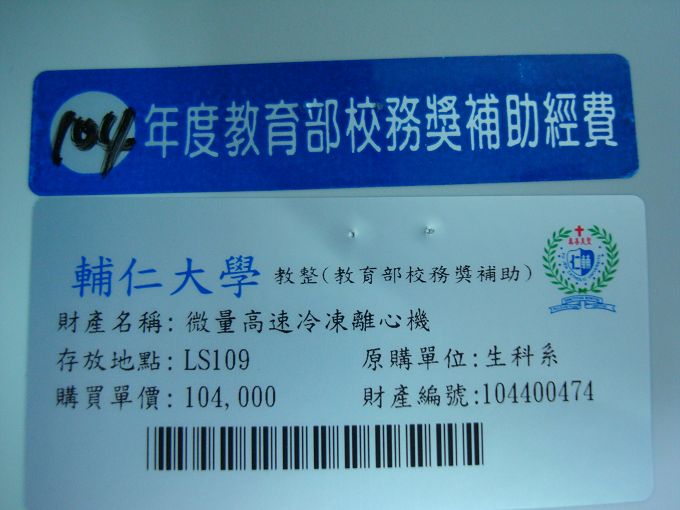 104年度教育部校務獎補助經費
輔仁大學 教整(教育部校務獎補助)
財產名稱: 微量高速冷凍離心機
存放地點: LS109 原購單位:生科系
購買單價: 104,000 財產編號:104400474